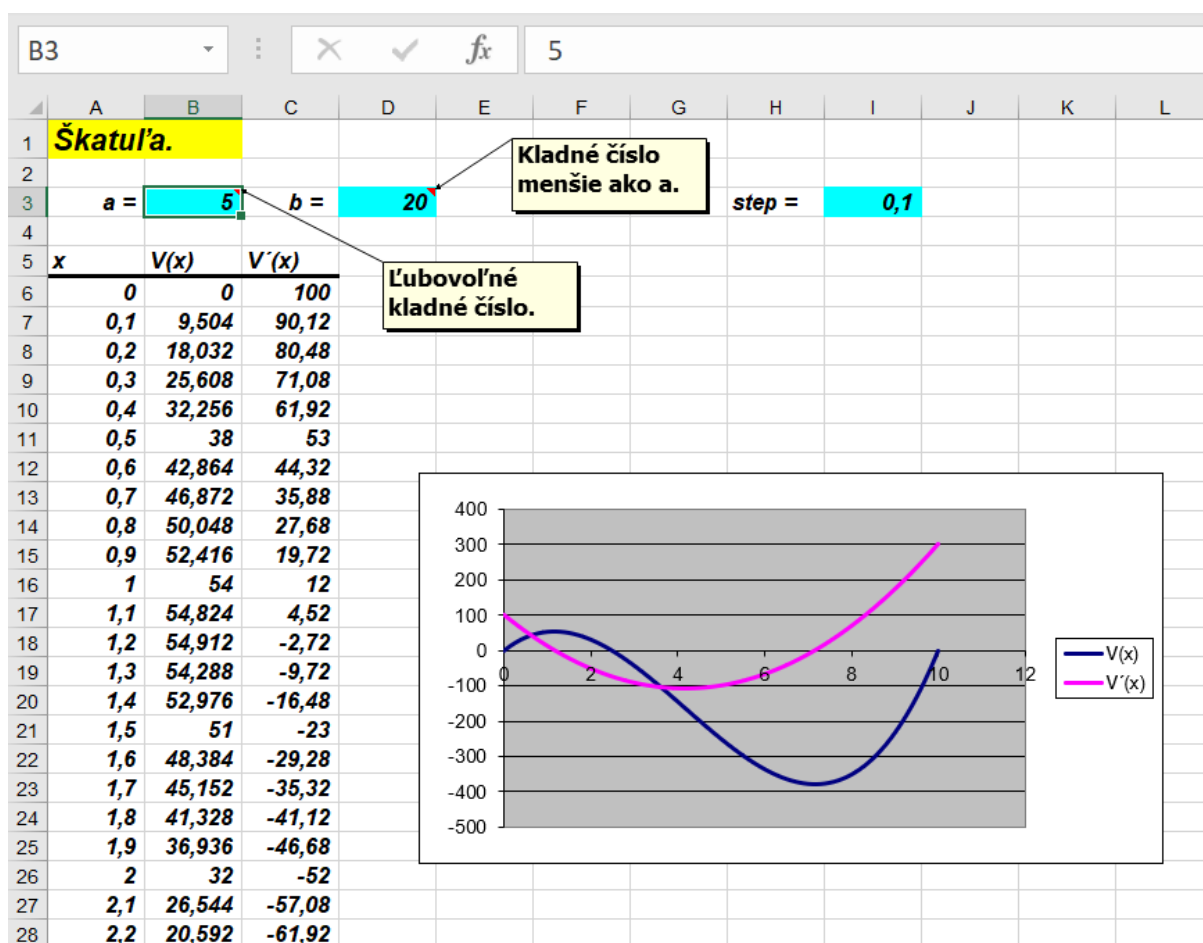 B3 fx 5
A B C D E F G H I J K L
1 Škatuľa.
Kladné číslo
menšie ako a.
2
3 a = 5 b = 20 step = 0,1
4
5 x V(x) V´(x)
Ľubovoľné
kladné číslo.
6 0 0 100
7 0,1 9,504 90,12
8 0,2 18,032 80,48
9 0,3 25,608 71,08
10 0,4 32,256 61,92
11 0,5 38 53
12 0,6 42,864 44,32
13 0,7 46,872 35,88
14 0,8 50,048 27,68
15 0,9 52,416 19,72
16 1 54 12
17 1,1 54,824 4,52
18 1,2 54,912 -2,72
19 1,3 54,288 -9,72
20 1,4 52,976 -16,48
21 1,5 51 -23
22 1,6 48,384 -29,28
23 1,7 45,152 -35,32
24 1,8 41,328 -41,12
25 1,9 36,936 -46,68
26 2 32 -52
27 2,1 26,544 -57,08
28 2,2 20,592 -61,92
400
300
200
100
0
-100
-200
-300
-400
-500
0 2 4 6 8 10 12
V(x)
V´(x)